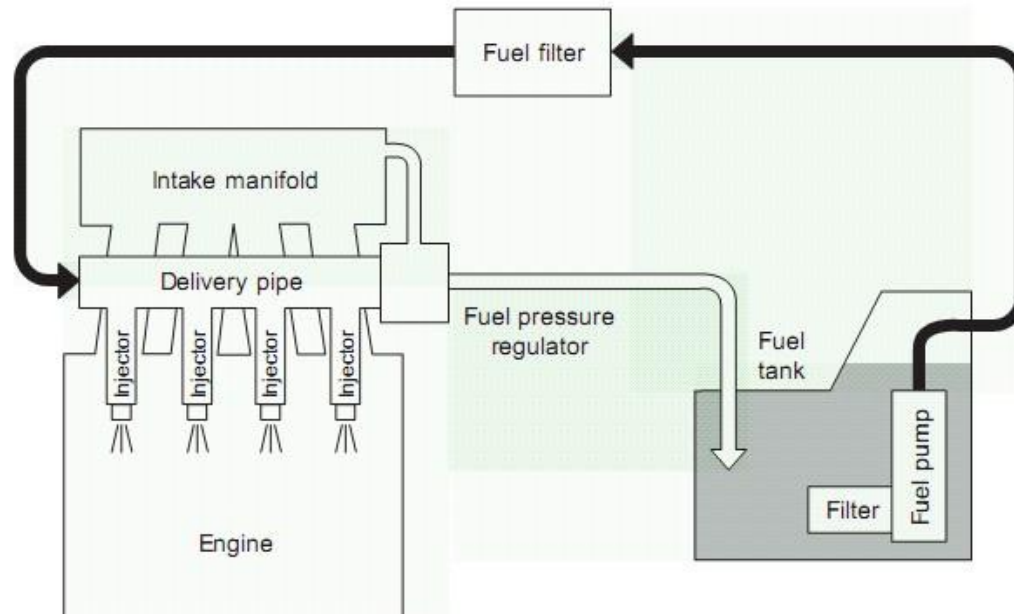 Fuel filter
Intake manifold
Delivery pipe
Fuel pressure
regulator
Fuel
tank
Injector
Injector
Injector
Injector
Fuel pump
Filter
Engine